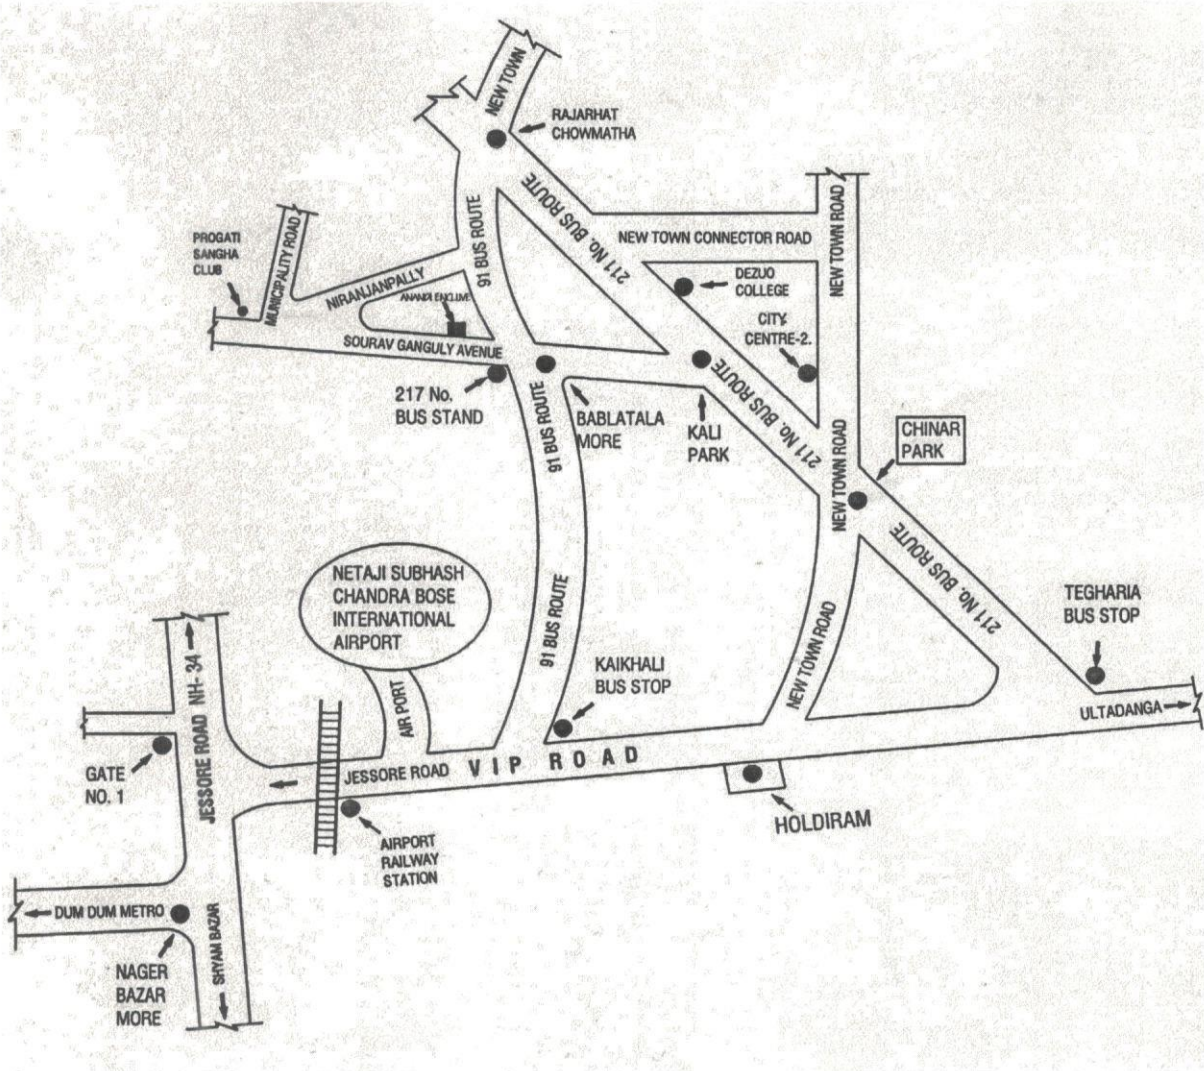 NEW TOWN
RAJARHAT
CHOWMATHA
211 No. BUS ROUTE
91 BUS ROUTE
NEW TOWN CONNECTOR ROAD
NEW TOWN ROAD
PROGATI
SANGHA
CLUB
MUNICIPALITY ROAD
NIRANJANPALLY
DEZUO
COLLEGE
CITY
CENTRE-2.
SOURAV GANGULY AVENUE
217 No.
BUS STAND
91 BUS ROUTE
BABLATALA
MORE
KALI
PARK
211 No. BUS ROUTE
NEW TOWN ROAD
CHINAR
PARK
211 No. BUS ROUTE
NETAJI SUBHASH
CHANDRA BOSE
INTERNATIONAL
AIRPORT
91 BUS ROUTE
TEGHARIA
BUS STOP
KAIKHALI
BUS STOP
NEW TOWN ROAD
AIR PORT
ULTADANGA
JESSORE ROAD NH-34
JESSORE ROAD
VIP ROAD
GATE
NO. 1
HOLDIRAM
AIRPORT
RAILWAY
STATION
DUM DUM METRO
SHYAM BAZAR
NAGER
BAZAR
MORE